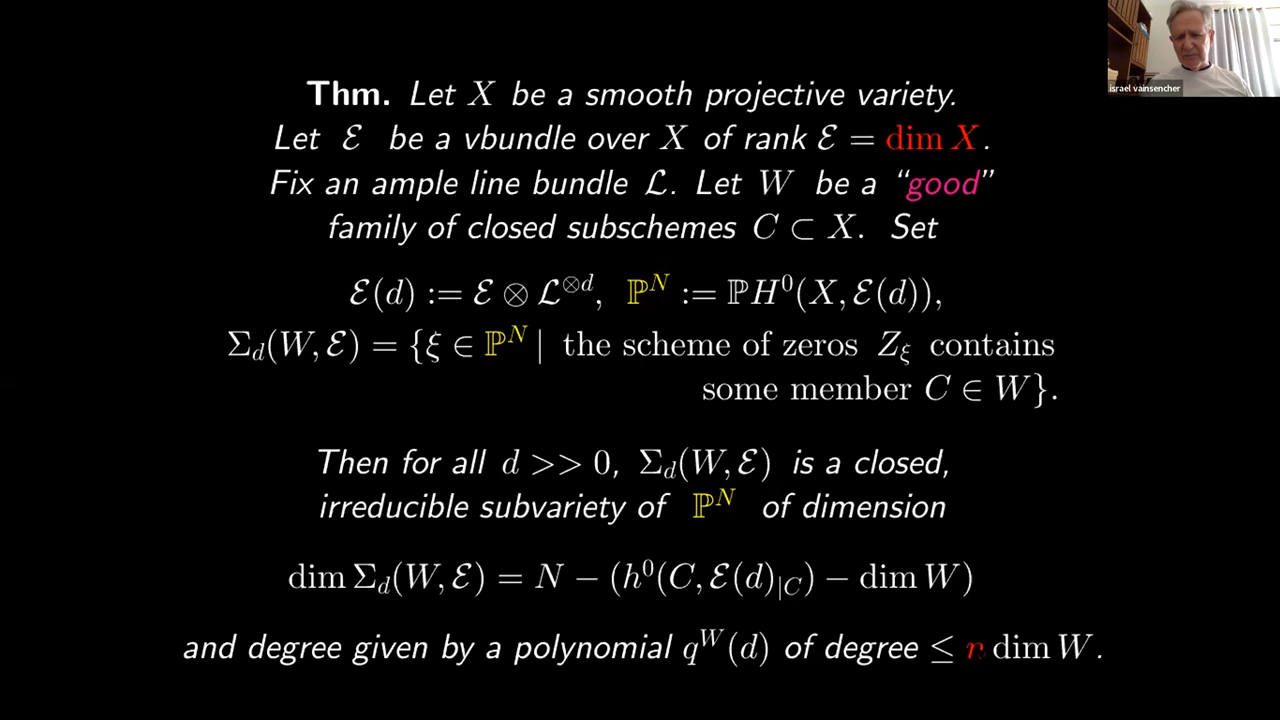 israel vainsencher
Thm. Let X be a smooth projective variety.
Let ℰ be a vbundle over X of rank ℰ = dim X.
Fix an ample line bundle ℒ. Let W be a “good”
family of closed subschemes C ⊂ X. Set
ℰ(d) := ℰ ⊗ ℒ^{⊗d}, ℙ^N := ℙH^0(X, ℰ(d)),
Σ_d(W, ℰ) = {ξ ∈ ℙ^N | the scheme of zeros Z_ξ contains
some member C ∈ W}.
Then for all d >> 0, Σ_d(W, ℰ) is a closed,
irreducible subvariety of ℙ^N of dimension
dim Σ_d(W, ℰ) = N − (h^0(C, ℰ(d)_{|C}) − dim W)
and degree given by a polynomial q^W(d) of degree ≤ n dim W.